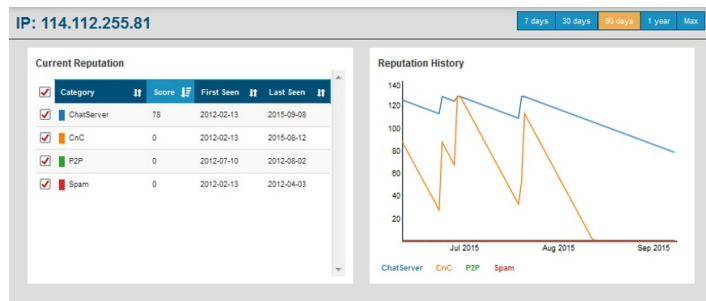 IP: 114.112.255.81
7 days 30 days 90 days 1 year Max
Current Reputation
Category Score First Seen Last Seen
ChatServer 78 2012-02-13 2015-09-08
CnC 0 2012-02-13 2015-08-12
P2P 0 2012-07-10 2012-08-02
Spam 0 2012-02-13 2012-04-03
Reputation History
140
120
100
80
60
40
20
Jul 2015 Aug 2015 Sep 2015
ChatServer CnC P2P Spam